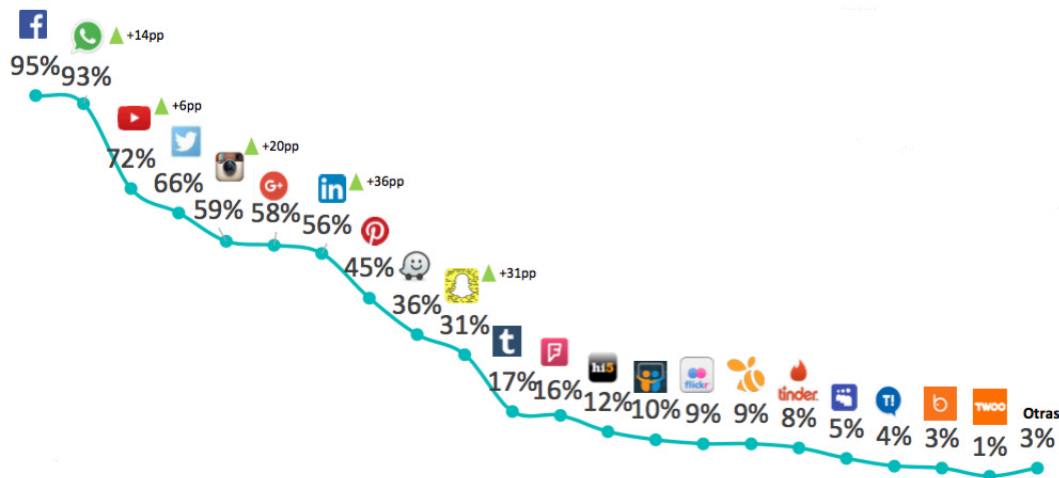 95%
93%
+14pp
72%
+6pp
66%
59%
+20pp
G+
58%
in
56%
+36pp
45%
36%
31%
+31pp
t
17%
16%
hi5
12%
10%
flickr
9%
9%
tinder
8%
5%
T!
4%
b
3%
TWOO
1%
Otras
3%